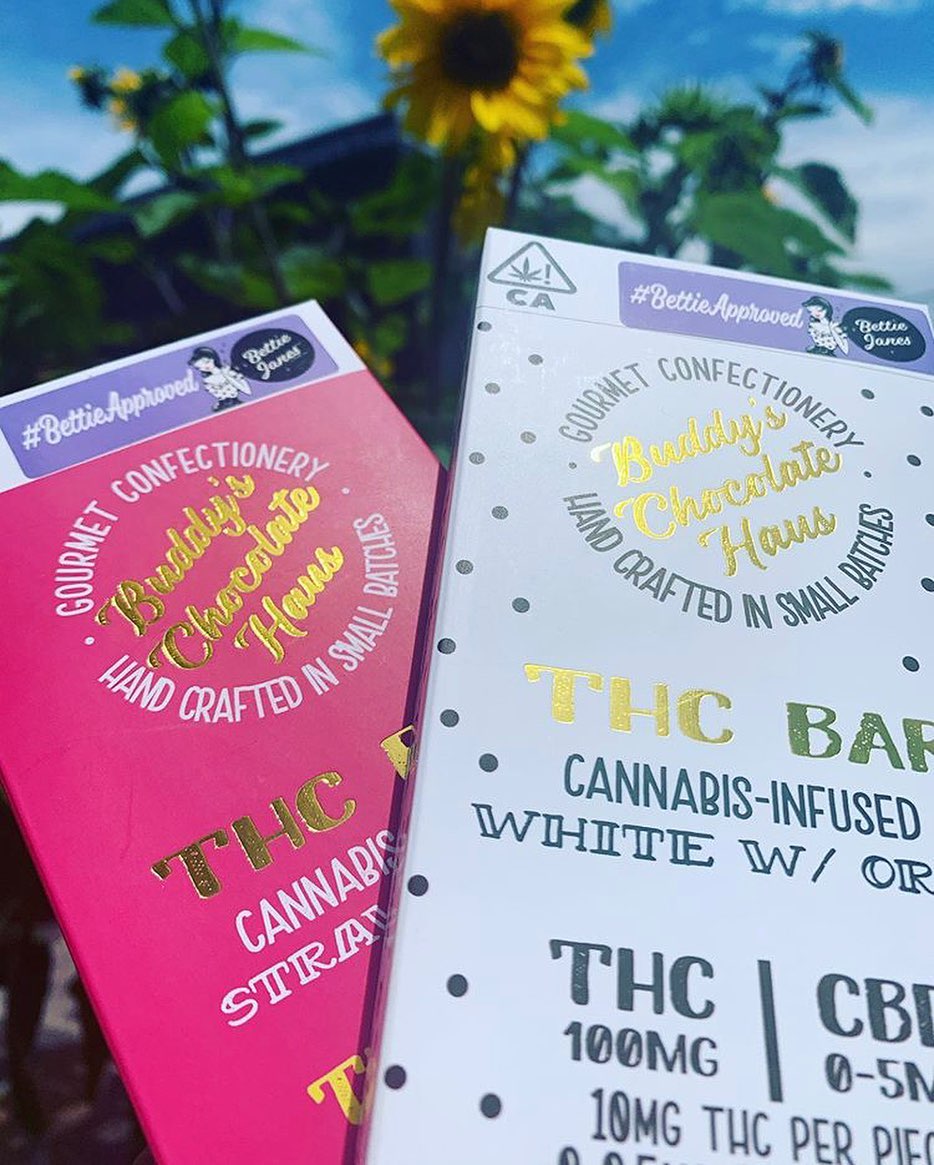 #BettieApproved
Bettie
Janes
GOURMET CONFECTIONERY
Buddy's
Chocolate
Haus
HAND CRAFTED IN SMALL BATCHES
THC
CANNABIS
CA
#BettieApproved
Bettie
Janes
GOURMET CONFECTIONERY
Buddy's
Chocolate
Haus
HAND CRAFTED IN SMALL BATCHES
THC BAR
CANNABIS-INFUSED
WHITE W/
THC | CBD
100MG
10MG THC PER